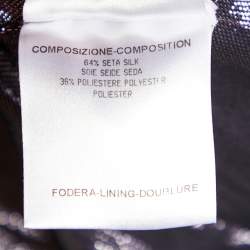 COMPOSIZIONE-COMPOSITION
64% SETA SILK
SOIE SEIDE SEDA
36% POLIESTERE POLYESTER
POLIESTER
FODERA-LINING-DOUBLURE